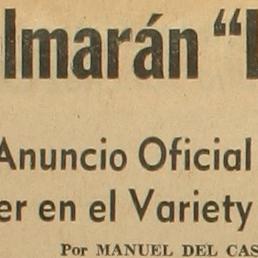 lmarán "
Anuncio Oficial
er en el Variety
Por MANUEL DEL CAS